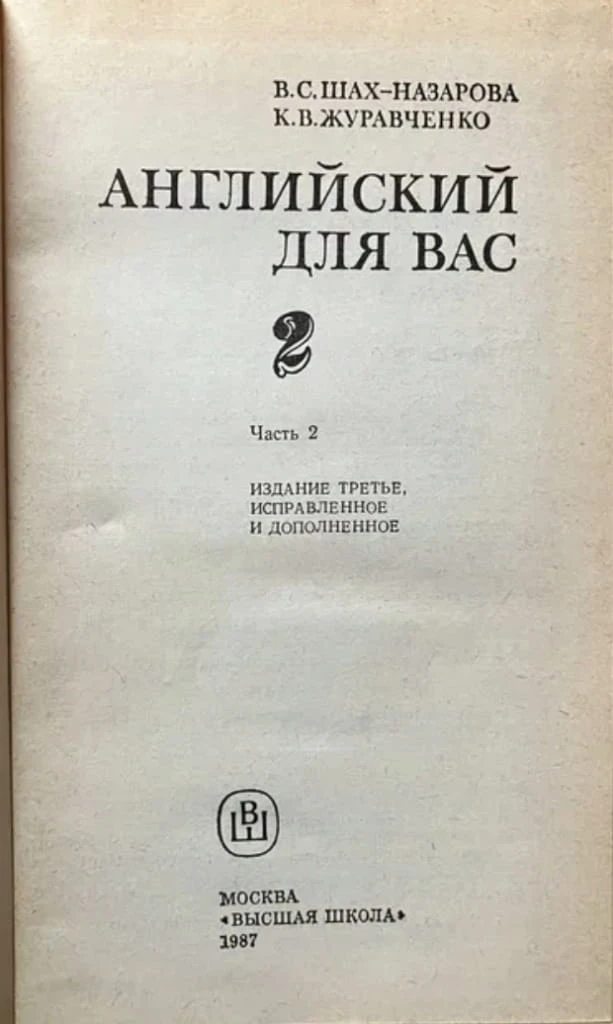 В.С.ШАХ-НАЗАРОВА
К.В.ЖУРАВЧЕНКО
АНГЛИЙСКИЙ
ДЛЯ ВАС
2
Часть 2
ИЗДАНИЕ ТРЕТЬЕ,
ИСПРАВЛЕННОЕ
И ДОПОЛНЕННОЕ
ВШ
МОСКВА
«ВЫСШАЯ ШКОЛА»
1987